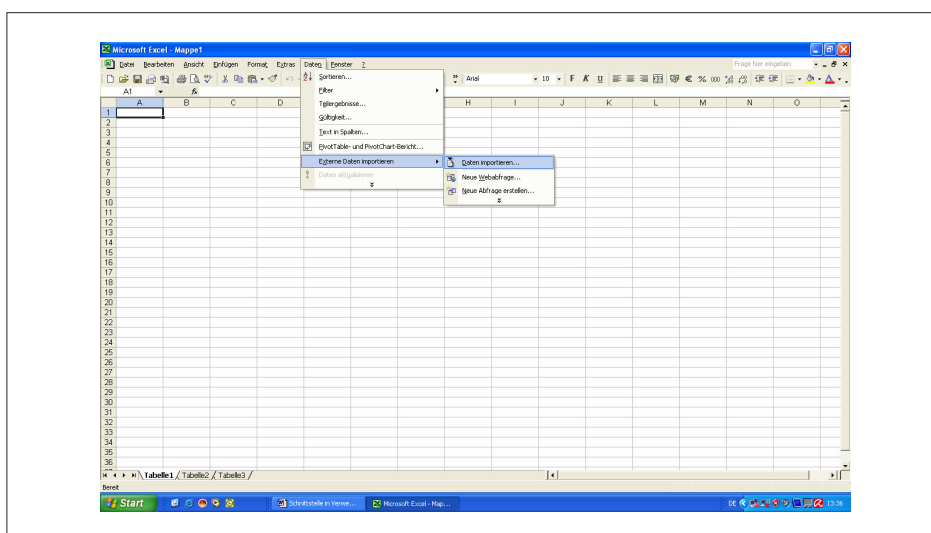 Microsoft Excel - Mappe1
Datei Bearbeiten Ansicht Einfügen Format Extras Daten Fenster ? Frage hier eingeben
Arial 10 F K U € % 000
A1 fx
A B C D H I J K L M N O
Sortieren...
Filter
Teilergebnisse...
Gültigkeit...
Text in Spalten...
PivotTable- und PivotChart-Bericht...
Externe Daten importieren
Daten aktualisieren
Daten importieren...
Neue Webabfrage...
Neue Abfrage erstellen...
1
2
3
4
5
6
7
8
9
10
11
12
13
14
15
16
17
18
19
20
21
22
23
24
25
26
27
28
29
30
31
32
33
34
35
36
Tabelle1 / Tabelle2 / Tabelle3 /
Bereit
Start Schnittstelle in Verwe... Microsoft Excel - Map... DE 13:36